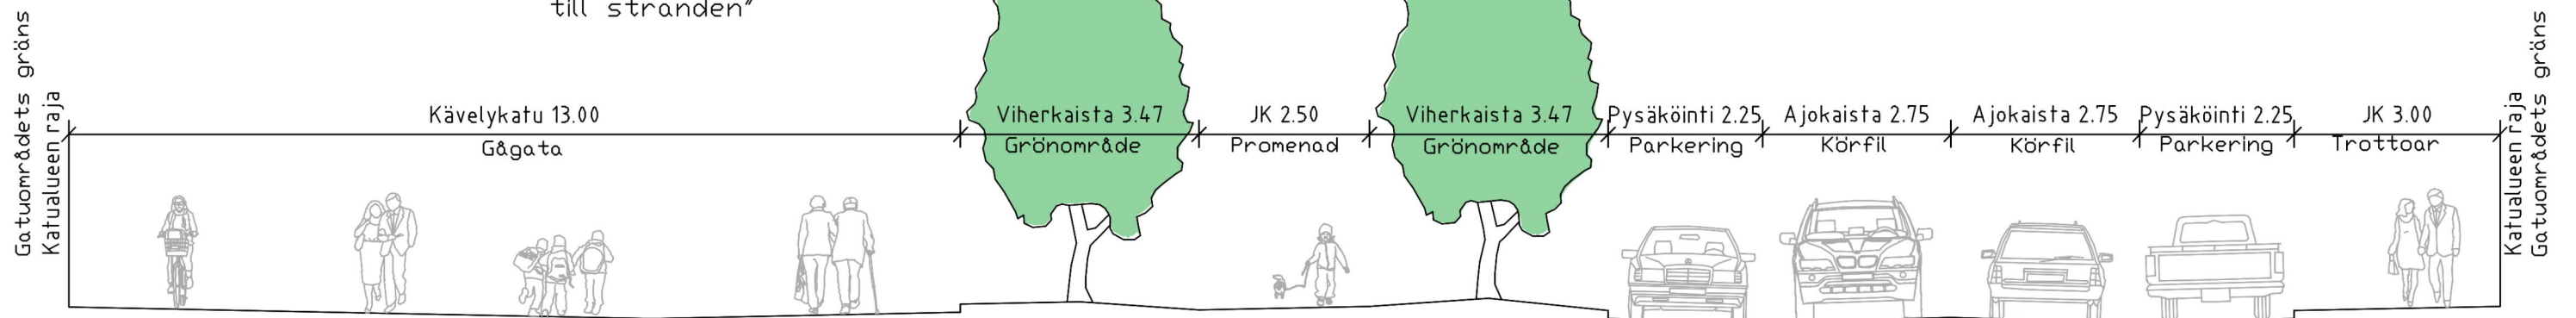 till stranden"
Gatuområdets gräns
Katualueen raja
Kävelykatu 13.00
Gågata
Viherkaista 3.47
Grönområde
JK 2.50
Promenad
Viherkaista 3.47
Grönområde
Pysäköinti 2.25
Parkering
Ajokaista 2.75
Körfil
Ajokaista 2.75
Körfil
Pysäköinti 2.25
Parkering
JK 3.00
Trottoar
Katualueen raja
Gatuområdets gräns